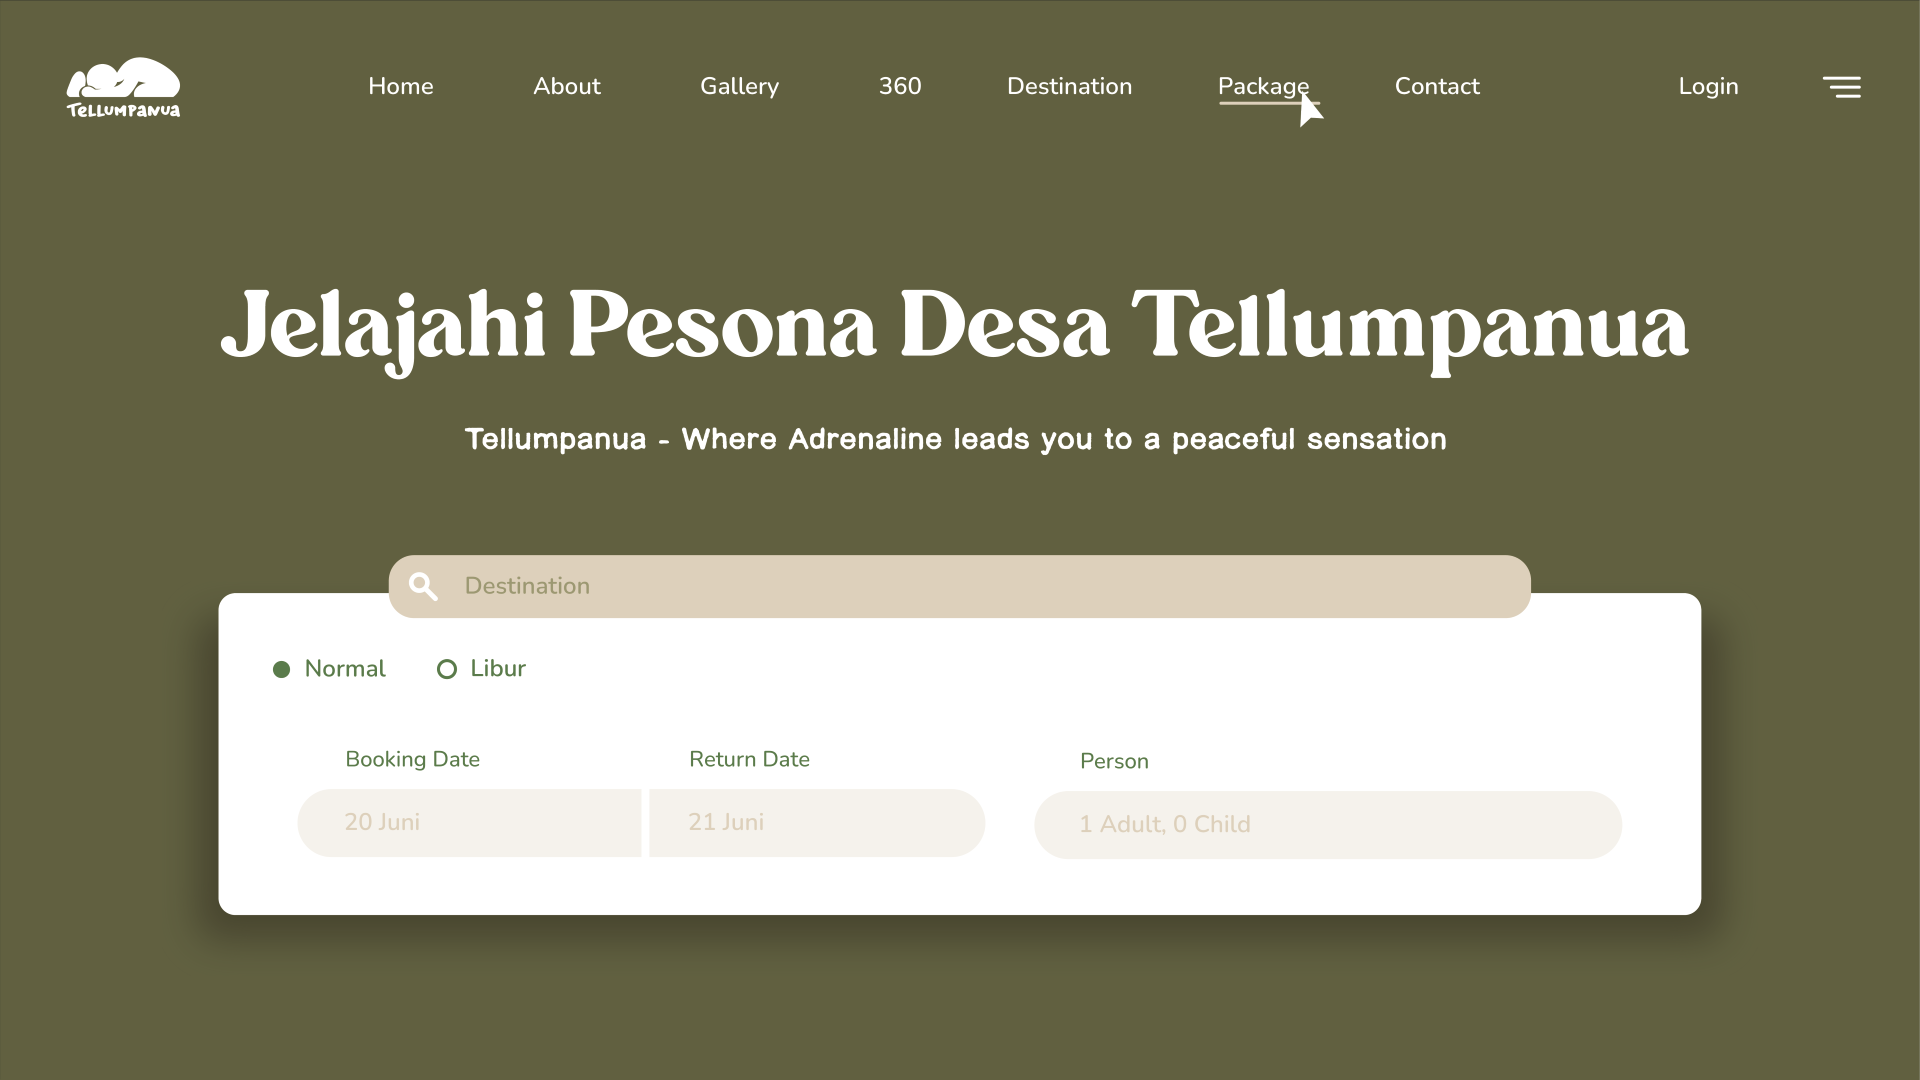 TELLUMPANUA
Home About Gallery 360 Destination Package Contact Login
Jelajahi Pesona Desa Tellumpanua
Tellumpanua - Where Adrenaline leads you to a peaceful sensation
Destination
Normal Libur
Booking Date Return Date Person
20 Juni 21 Juni 1 Adult, 0 Child